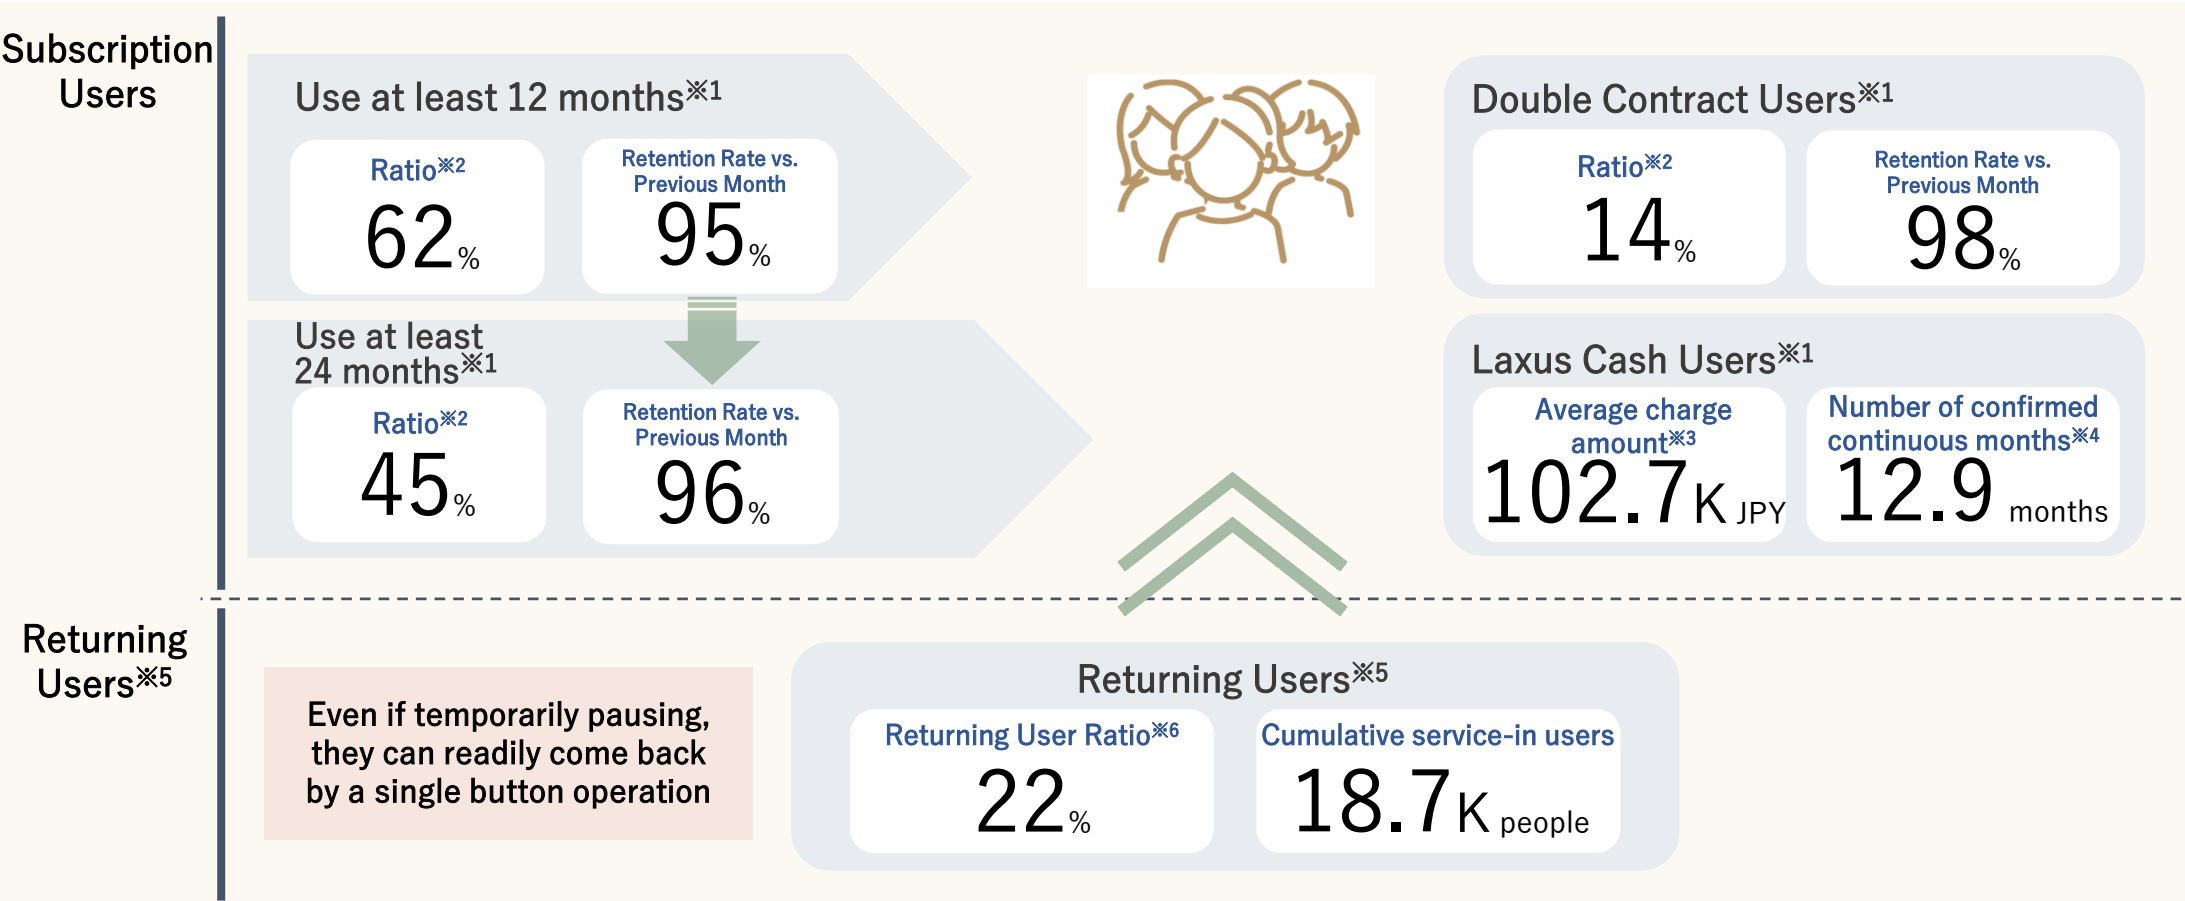 Subscription
Users
Use at least 12 months※1
Ratio※2
62%
Retention Rate vs.
Previous Month
95%
Use at least
24 months※1
Ratio※2
45%
Retention Rate vs.
Previous Month
96%
Double Contract Users※1
Ratio※2
14%
Retention Rate vs.
Previous Month
98%
Laxus Cash Users※1
Average charge
amount※3
102.7K JPY
Number of confirmed
continuous months※4
12.9 months
Returning
Users※5
Even if temporarily pausing,
they can readily come back
by a single button operation
Returning Users※5
Returning User Ratio※6
22%
Cumulative service-in users
18.7K people